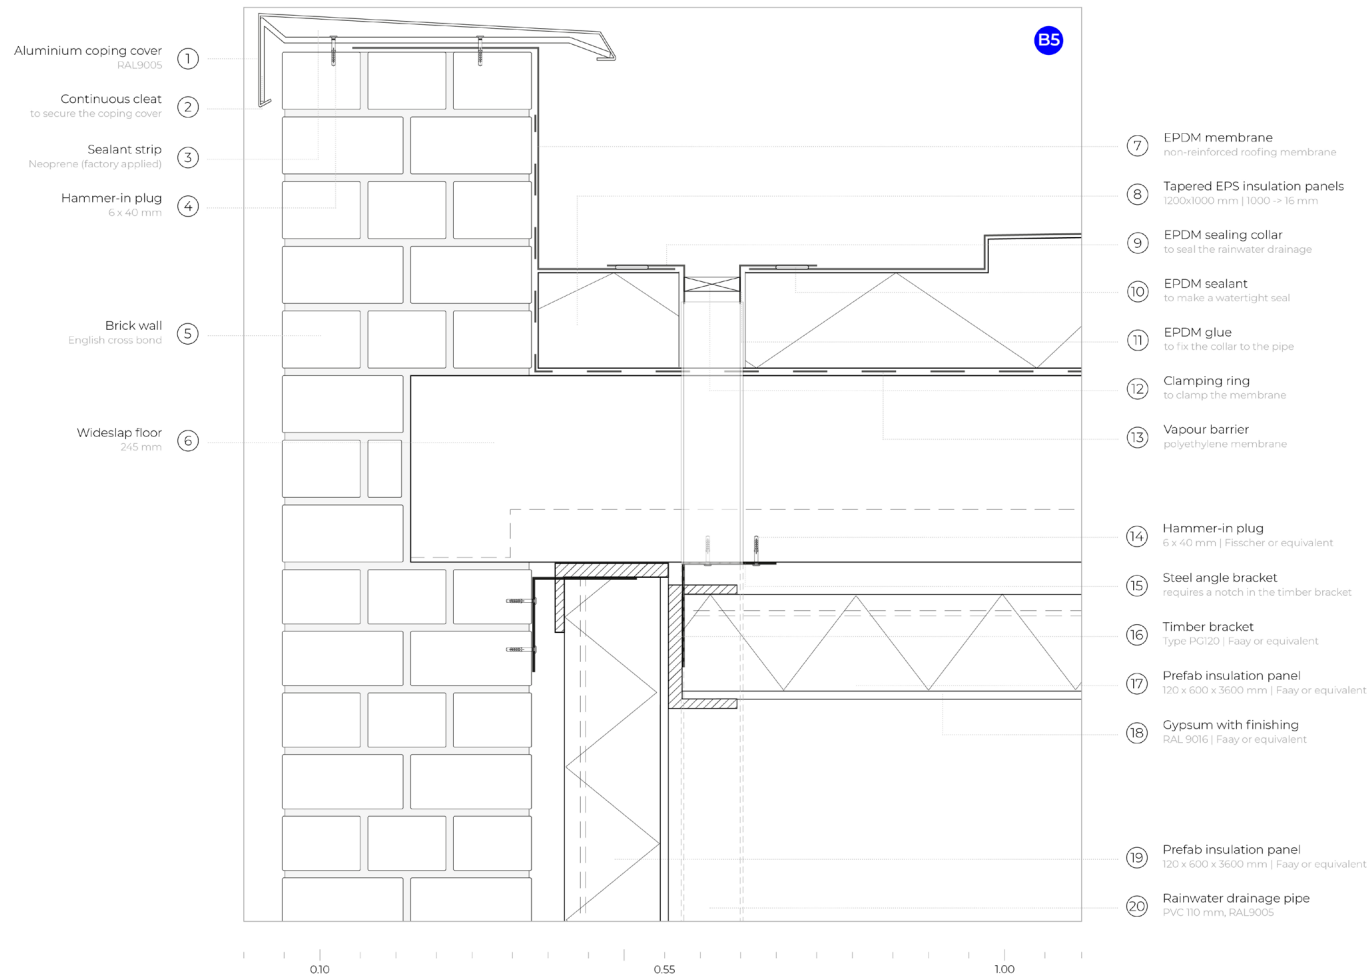 B5
Aluminium coping cover
RAL9005
1
Continuous cleat
to secure the coping cover
2
Sealant strip
Neoprene (factory applied)
3
Hammer-in plug
6 x 40 mm
4
Brick wall
English cross bond
5
Wideslap floor
245 mm
6
7
EPDM membrane
non-reinforced roofing membrane
8
Tapered EPS insulation panels
1200x1000 mm | 1000 -> 16 mm
9
EPDM sealing collar
to seal the rainwater drainage
10
EPDM sealant
to make a watertight seal
11
EPDM glue
to fix the collar to the pipe
12
Clamping ring
to clamp the membrane
13
Vapour barrier
polyethylene membrane
14
Hammer-in plug
6 x 40 mm | Fisscher or equivalent
15
Steel angle bracket
requires a notch in the timber bracket
16
Timber bracket
Type PG120 | Faay or equivalent
17
Prefab insulation panel
120 x 600 x 3600 mm | Faay or equivalent
18
Gypsum with finishing
RAL 9016 | Faay or equivalent
19
Prefab insulation panel
120 x 600 x 3600 mm | Faay or equivalent
20
Rainwater drainage pipe
PVC 110 mm, RAL9005
0.10
0.55
1.00